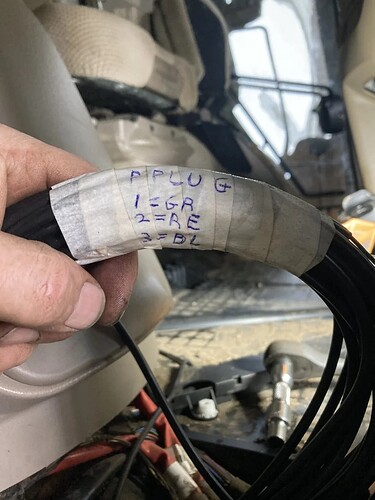 P PLUG
1=GR
2=RE
3=BL